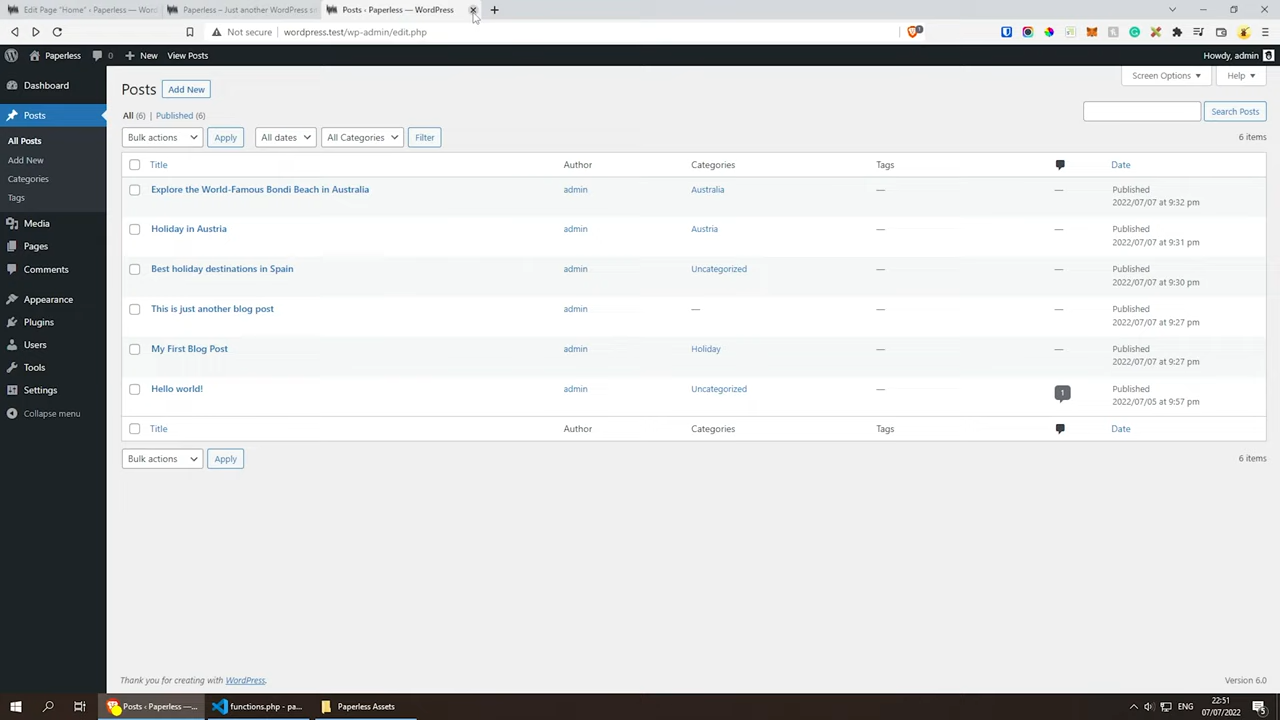 Edit Page "Home" ‹ Paperless — Wor
Paperless – Just another WordPress s
Posts ‹ Paperless — WordPress
Not secure
wordpress.test/wp-admin/edit.php
1
Paperless
0
New
View Posts
Howdy, admin
Dashboard
Posts
All Posts
Add New
Categories
Tags
Media
Pages
Comments
Appearance
Plugins
Users
Tools
Settings
Collapse menu
Posts
Add New
Screen Options
Help
All (6) | Published (6)
Search Posts
Bulk actions
Apply
All dates
All Categories
Filter
6 items
Title Author Categories Tags Date
Explore the World-Famous Bondi Beach in Australia admin Australia — — Published
2022/07/07 at 9:32 pm
Holiday in Austria admin Austria — — Published
2022/07/07 at 9:31 pm
Best holiday destinations in Spain admin Uncategorized — — Published
2022/07/07 at 9:30 pm
This is just another blog post admin — — — Published
2022/07/07 at 9:27 pm
My First Blog Post admin Holiday — — Published
2022/07/07 at 9:27 pm
Hello world! admin Uncategorized — 1 Published
2022/07/05 at 9:57 pm
Title Author Categories Tags Date
Bulk actions
Apply
6 items
Thank you for creating with WordPress.
Version 6.0
Posts ‹ Paperless —...
functions.php - pa...
Paperless Assets
ENG
22:51
07/07/2022
5